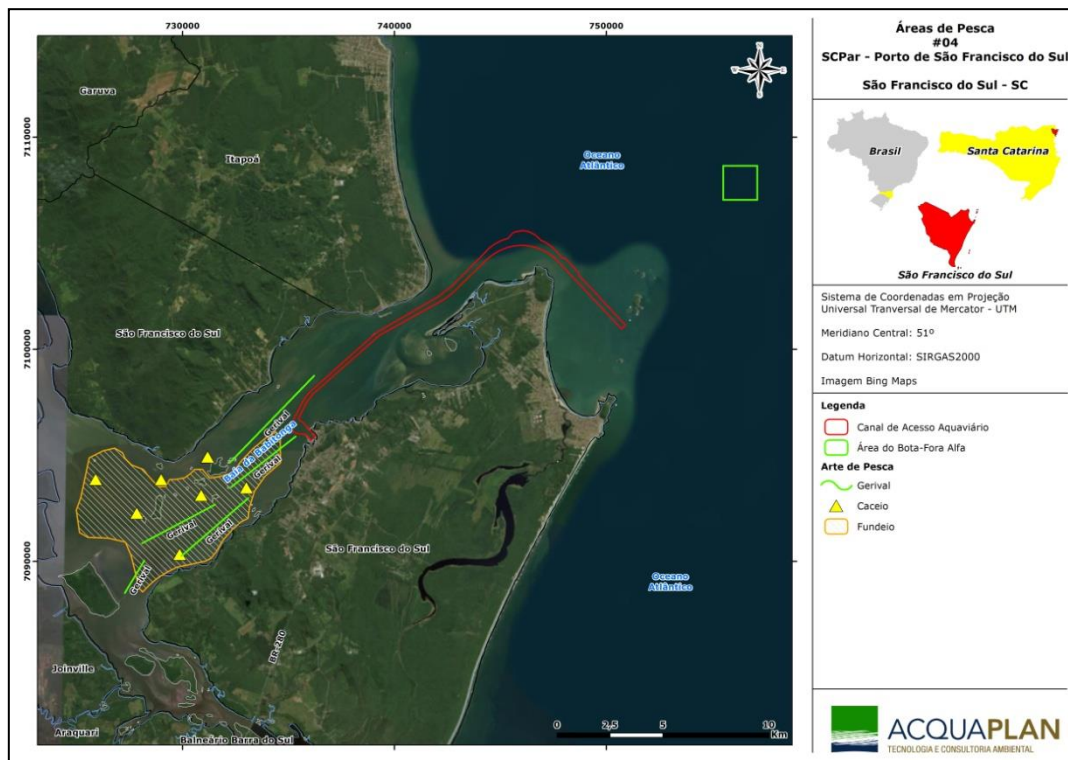 730000
740000
750000
7110000
7100000
7090000
Garuva
Itapoá
Oceano
Atlântico
São Francisco do Sul
Gerival
Baia da Babitonga
Gerival
Gerival
Gerival
Gerival
São Francisco do Sul
Oceano
Atlântico
BR-280
Joinville
Araquari
Balneário Barra do Sul
0 2,5 5 10
Km
Áreas de Pesca
#04
SCPar - Porto de São Francisco do Sul
São Francisco do Sul - SC
Brasil
Santa Catarina
São Francisco do Sul
Sistema de Coordenadas em Projeção
Universal Tranversal de Mercator - UTM
Meridiano Central: 51º
Datum Horizontal: SIRGAS2000
Imagem Bing Maps
Legenda
Canal de Acesso Aquaviário
Área do Bota-Fora Alfa
Arte de Pesca
Gerival
Caceio
Fundeio
ACQUAPLAN
TECNOLOGIA E CONSULTORIA AMBIENTAL